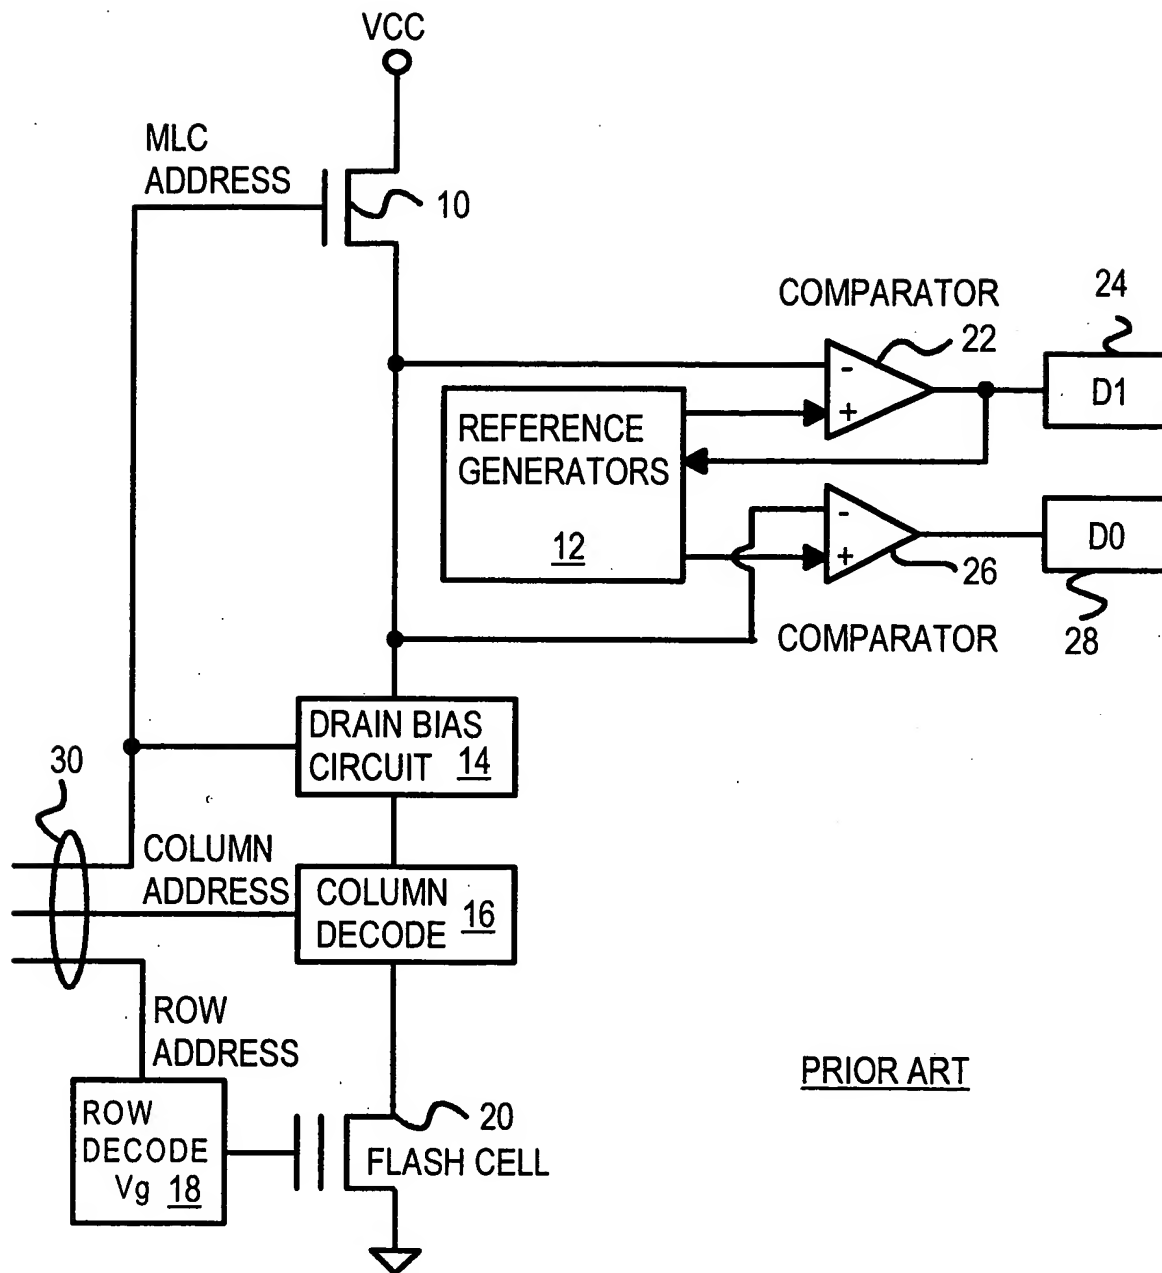 VCC
MLC
ADDRESS
10
COMPARATOR
24
22
-
+
D1
REFERENCE
GENERATORS
12
-
+
D0
26
COMPARATOR
28
DRAIN BIAS
CIRCUIT 14
30
COLUMN
ADDRESS
COLUMN
DECODE 16
ROW
ADDRESS
PRIOR ART
ROW
DECODE
Vg 18
20
FLASH CELL